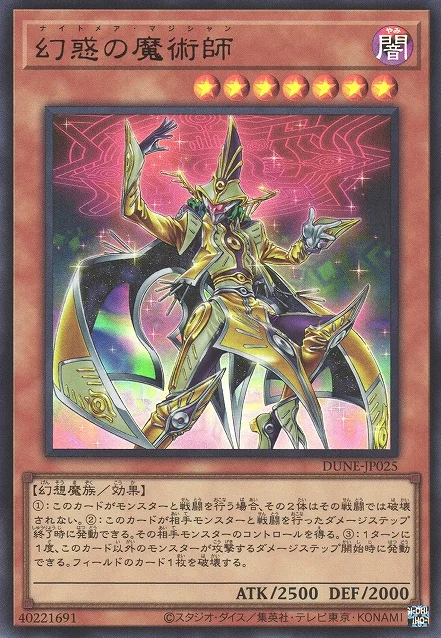 ナイトメア・マジシャン
幻惑の魔術師
やみ
闇
DUNE-JP025
【幻想魔族／効果】
①：このカードがモンスターと戦闘を行う場合、その２体はその戦闘では破壊
されない。②：このカードが相手モンスターと戦闘を行ったダメージステップ
終了時に発動できる。そのモンスターのコントロールを得る。③：１ターンに
１度、このカード以外のモンスターが攻撃するダメージステップ開始時に発動
できる。フィールドのカード１枚を破壊する。
ATK/2500 DEF/2000
40221691
©スタジオ・ダイス／集英社・テレビ東京・KONAMI